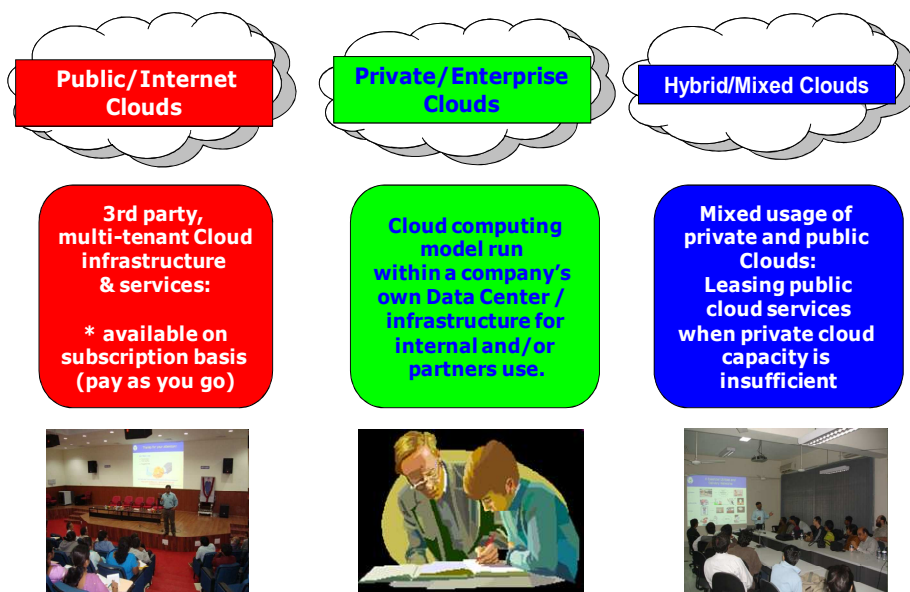 Public/Internet
Clouds
Private/Enterprise
Clouds
Hybrid/Mixed Clouds
3rd party,
multi-tenant Cloud
infrastructure
& services:
* available on
subscription basis
(pay as you go)
Cloud computing
model run
within a company’s
own Data Center /
infrastructure for
internal and/or
partners use.
Mixed usage of
private and public
Clouds:
Leasing public
cloud services
when private cloud
capacity is
insufficient